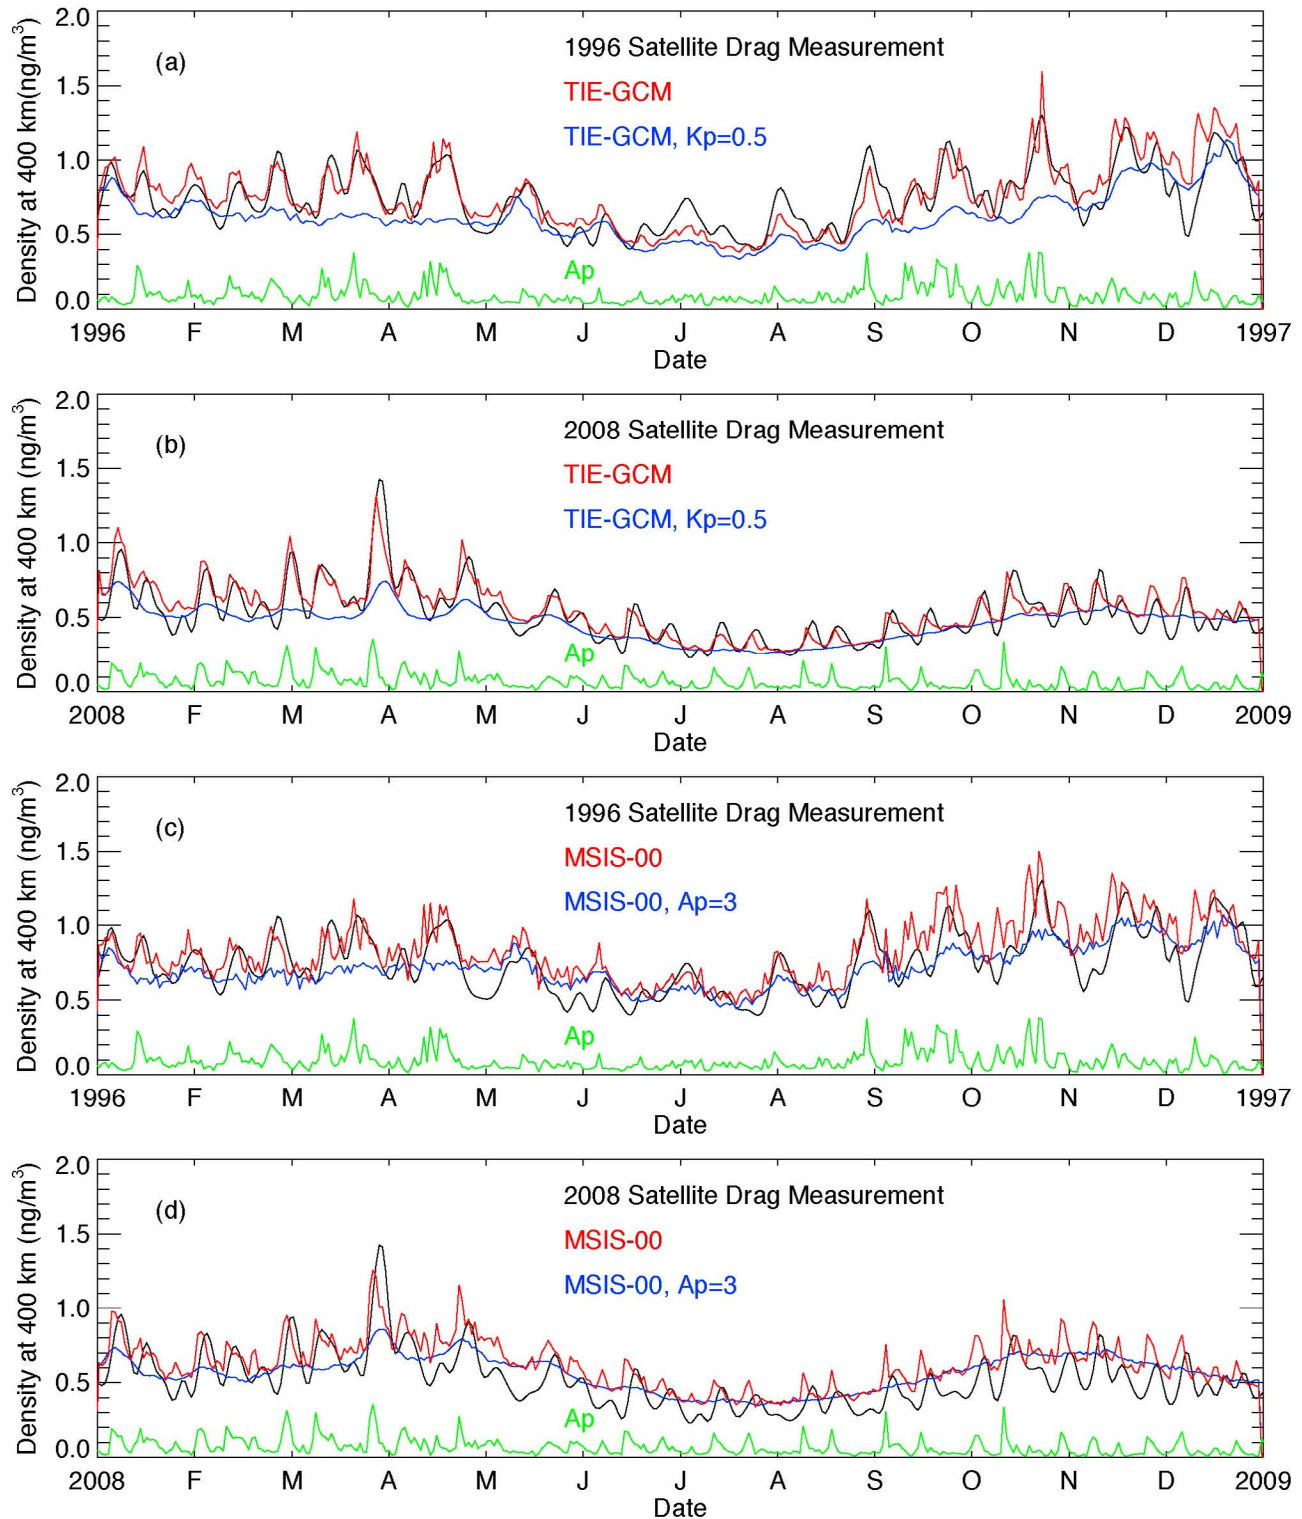 2.0
1.5
1.0
0.5
0.0
Density at 400 km(ng/m³)
(a)
1996 Satellite Drag Measurement
TIE-GCM
TIE-GCM, Kp=0.5
Ap
1996 F M A M J J A S O N D 1997
Date
2.0
1.5
1.0
0.5
0.0
Density at 400 km (ng/m³)
(b)
2008 Satellite Drag Measurement
TIE-GCM
TIE-GCM, Kp=0.5
Ap
2008 F M A M J J A S O N D 2009
Date
2.0
1.5
1.0
0.5
0.0
Density at 400 km (ng/m³)
(c)
1996 Satellite Drag Measurement
MSIS-00
MSIS-00, Ap=3
Ap
1996 F M A M J J A S O N D 1997
Date
2.0
1.5
1.0
0.5
0.0
Density at 400 km (ng/m³)
(d)
2008 Satellite Drag Measurement
MSIS-00
MSIS-00, Ap=3
Ap
2008 F M A M J J A S O N D 2009
Date